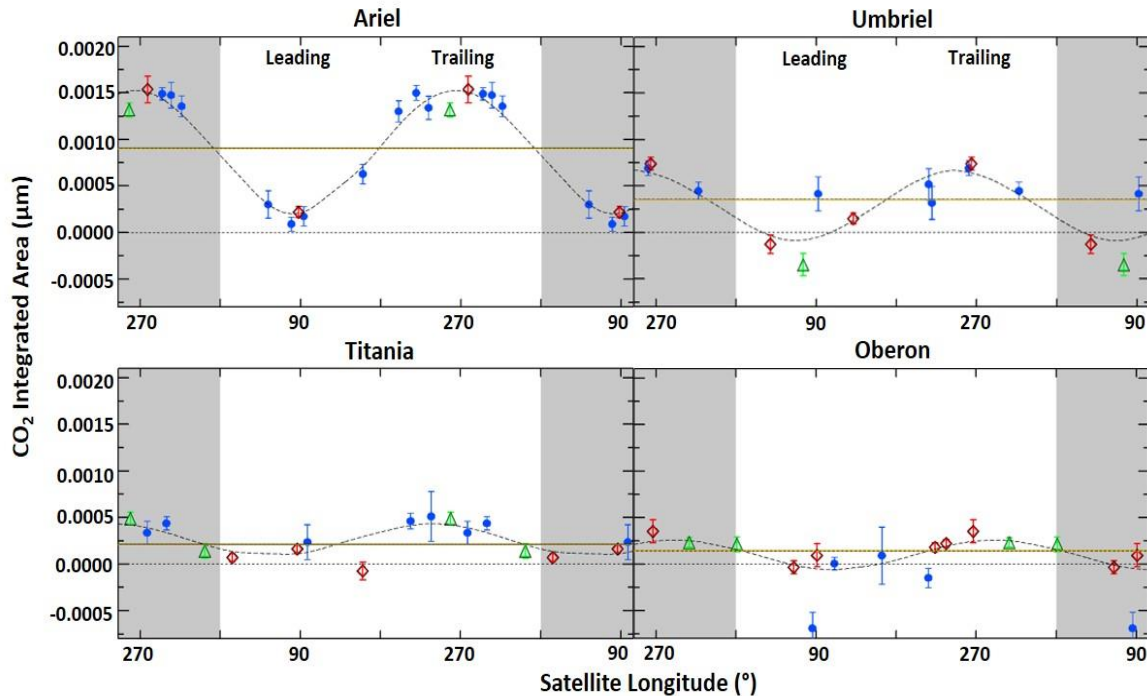 Ariel
Umbriel
Leading
Trailing
Leading
Trailing
0.0020
0.0015
0.0010
0.0005
0.0000
-0.0005
270
90
270
90
270
90
270
90
Titania
Oberon
0.0020
0.0015
0.0010
0.0005
0.0000
-0.0005
270
90
270
90
270
90
270
90
CO₂ Integrated Area (µm)
Satellite Longitude (°)